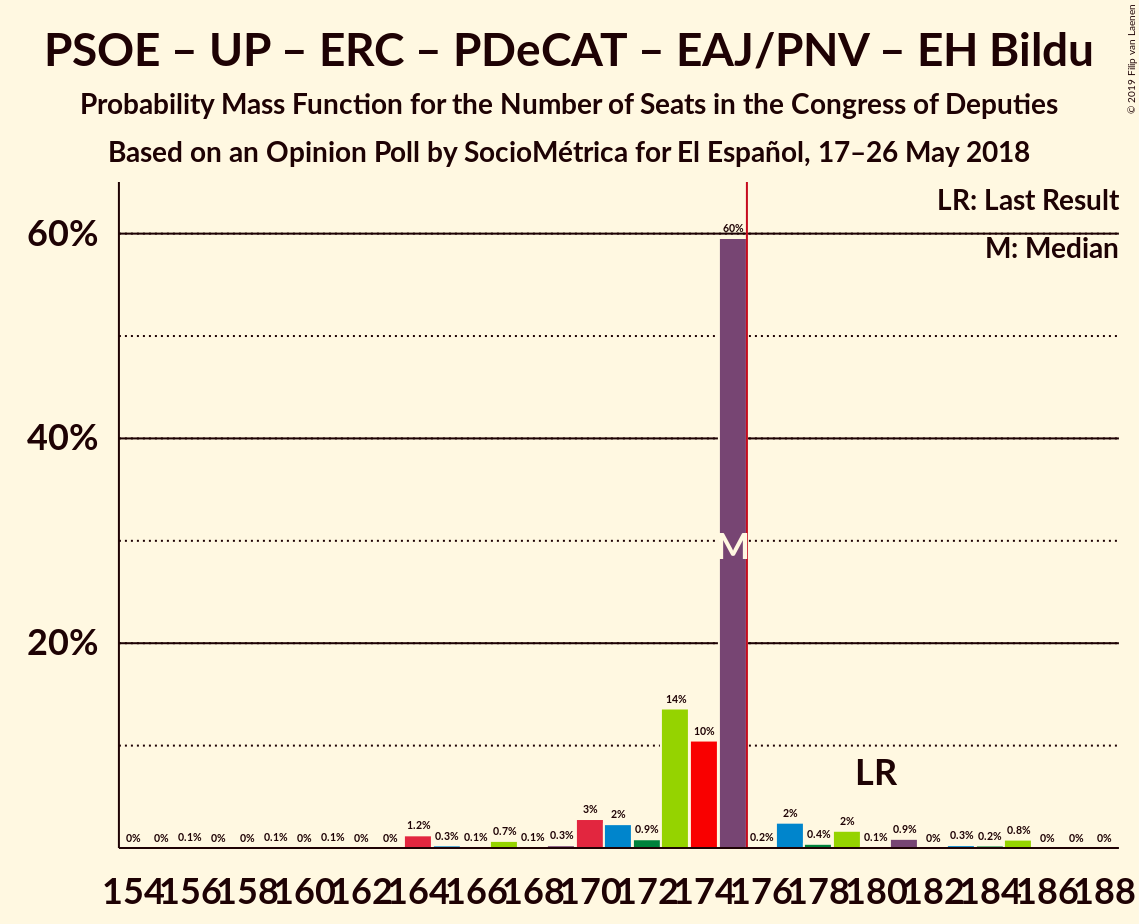 PSOE – UP – ERC – PDeCAT – EAJ/PNV – EH Bildu
Probability Mass Function for the Number of Seats in the Congress of Deputies
Based on an Opinion Poll by SocioMétrica for El Español, 17–26 May 2018
© 2019 Filip van Laenen
LR: Last Result
M: Median
60%
40%
20%
0% 0% 0.1% 0% 0% 0.1% 0% 0.1% 0% 0% 1.2% 0.3% 0.1% 0.7% 0.1% 0.3% 3% 2% 0.9% 14% 10% 60% 0.2% 2% 0.4% 2% 0.1% 0.9% 0% 0.3% 0.2% 0.8% 0% 0% 0%
M
LR
154 156 158 160 162 164 166 168 170 172 174 176 178 180 182 184 186 188